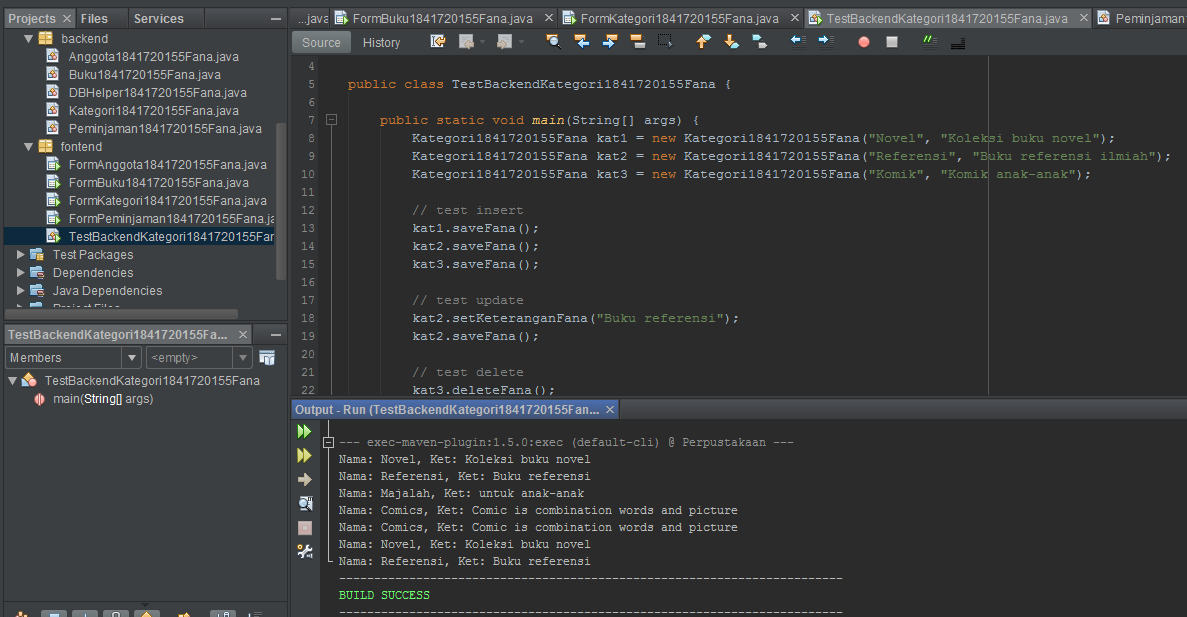 Projects
Files
Services
backend
Anggota1841720155Fana.java
Buku1841720155Fana.java
DBHelper1841720155Fana.java
Kategori1841720155Fana.java
Peminjaman1841720155Fana.java
fontend
FormAnggota1841720155Fana.java
FormBuku1841720155Fana.java
FormKategori1841720155Fana.java
FormPeminjaman1841720155Fana.ja
TestBackendKategori1841720155Far
Test Packages
Dependencies
Java Dependencies
TestBackendKategori1841720155Fa...
Members <empty>
TestBackendKategori1841720155Fana
main(String[] args)
...java FormBuku1841720155Fana.java FormKategori1841720155Fana.java TestBackendKategori1841720155Fana.java Peminjaman
Source History
4
5 public class TestBackendKategori1841720155Fana {
6
7 public static void main(String[] args) {
8 Kategori1841720155Fana kat1 = new Kategori1841720155Fana("Novel", "Koleksi buku novel");
9 Kategori1841720155Fana kat2 = new Kategori1841720155Fana("Referensi", "Buku referensi ilmiah");
10 Kategori1841720155Fana kat3 = new Kategori1841720155Fana("Komik", "Komik anak-anak");
11
12 // test insert
13 kat1.saveFana();
14 kat2.saveFana();
15 kat3.saveFana();
16
17 // test update
18 kat2.setKeteranganFana("Buku referensi");
19 kat2.saveFana();
20
21 // test delete
22 kat3.deleteFana();
Output - Run (TestBackendKategori1841720155Fan...
--- exec-maven-plugin:1.5.0:exec (default-cli) @ Perpustakaan ---
Nama: Novel, Ket: Koleksi buku novel
Nama: Referensi, Ket: Buku referensi
Nama: Majalah, Ket: untuk anak-anak
Nama: Comics, Ket: Comic is combination words and picture
Nama: Comics, Ket: Comic is combination words and picture
Nama: Novel, Ket: Koleksi buku novel
Nama: Referensi, Ket: Buku referensi
------------------------------------------------------------------------
BUILD SUCCESS
------------------------------------------------------------------------